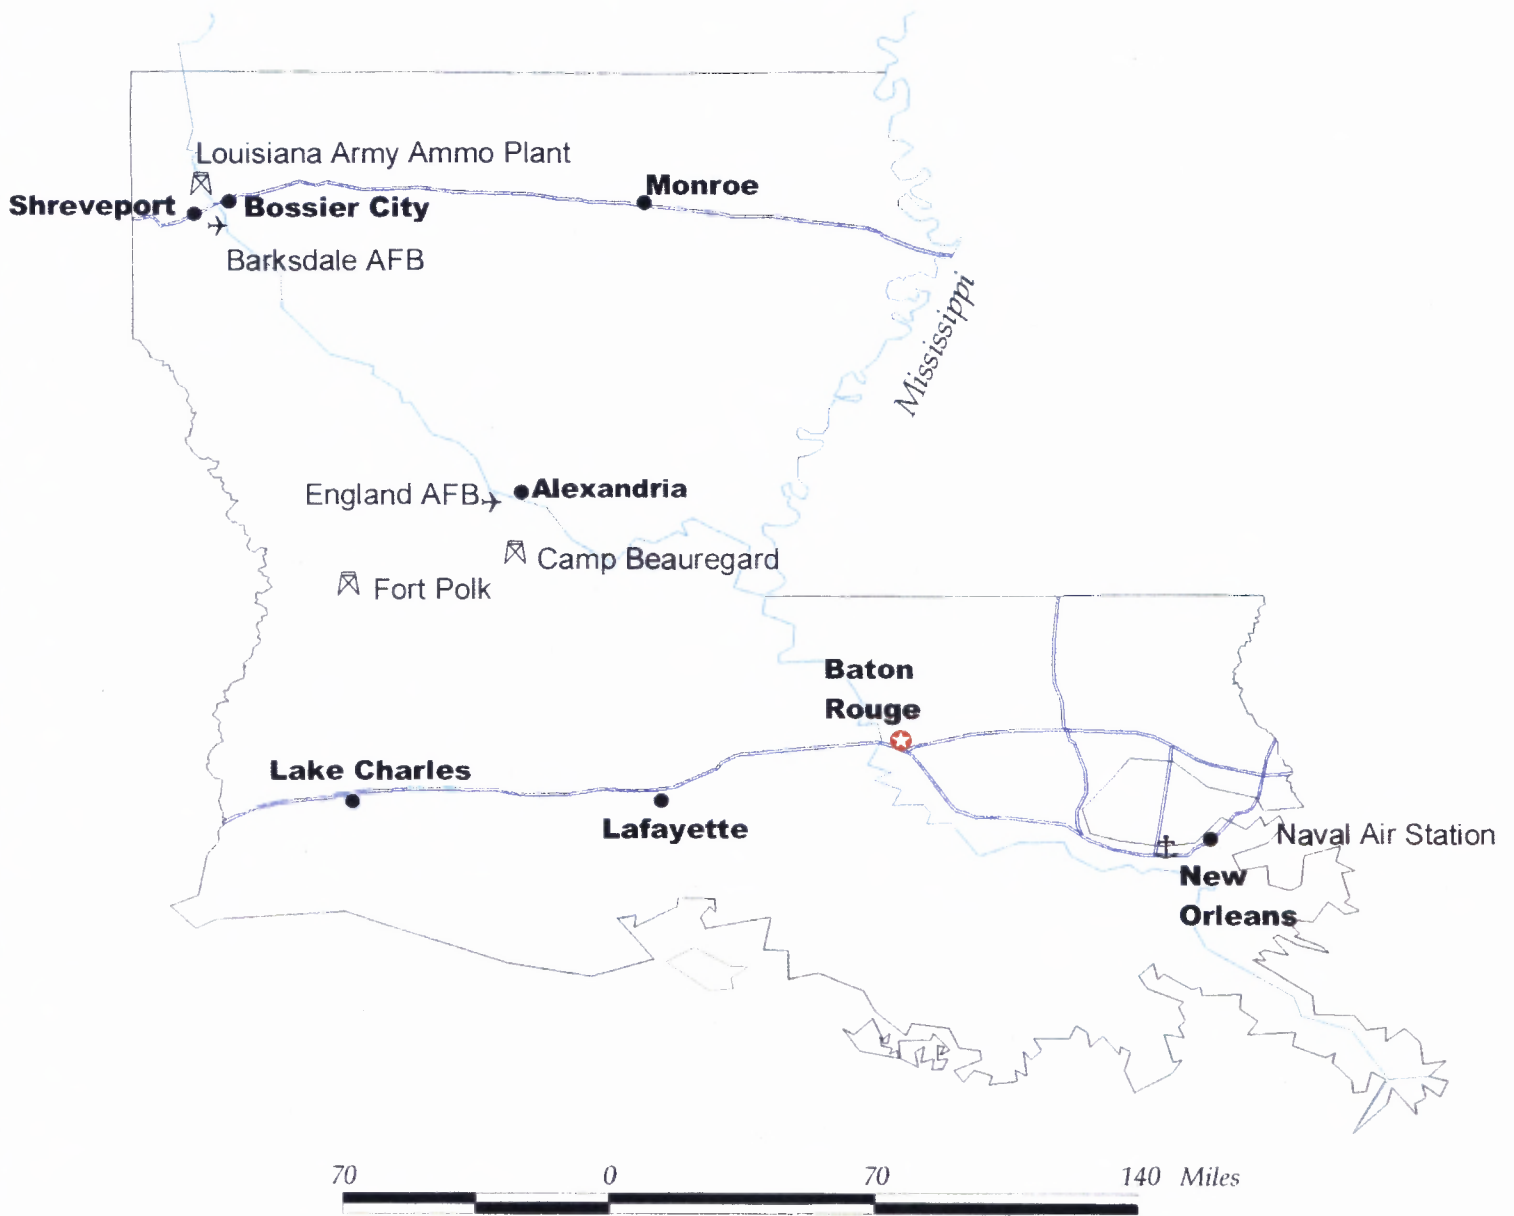 Louisiana Army Ammo Plant
Monroe
Shreveport
Bossier City
Barksdale AFB
Mississippi
England AFB
Alexandria
Camp Beauregard
Fort Polk
Baton
Rouge
Lake Charles
Lafayette
Naval Air Station
New
Orleans
70 0 70 140 Miles